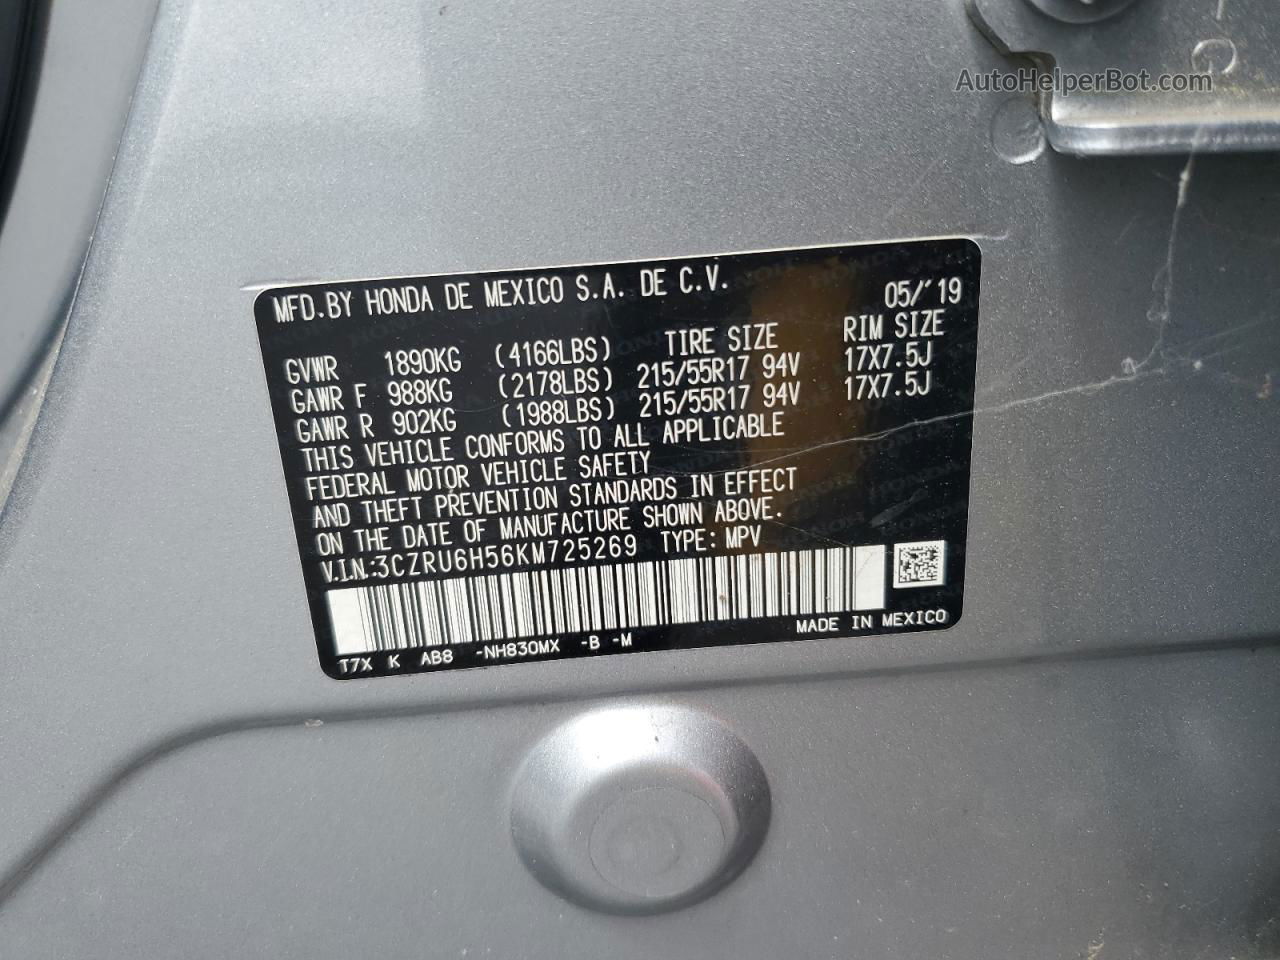 AutoHelperBot.com
MFD.BY HONDA DE MEXICO S.A. DE C.V. 05/'19
TIRE SIZE RIM SIZE
GVWR 1890KG (4166LBS)
GAWR F 988KG (2178LBS) 215/55R17 94V 17X7.5J
GAWR R 902KG (1988LBS) 215/55R17 94V 17X7.5J
THIS VEHICLE CONFORMS TO ALL APPLICABLE
FEDERAL MOTOR VEHICLE SAFETY
AND THEFT PREVENTION STANDARDS IN EFFECT
ON THE DATE OF MANUFACTURE SHOWN ABOVE.
V.I.N.:3CZRU6H56KM725269 TYPE: MPV
MADE IN MEXICO
T7X K AB8 -NH830MX -B -M